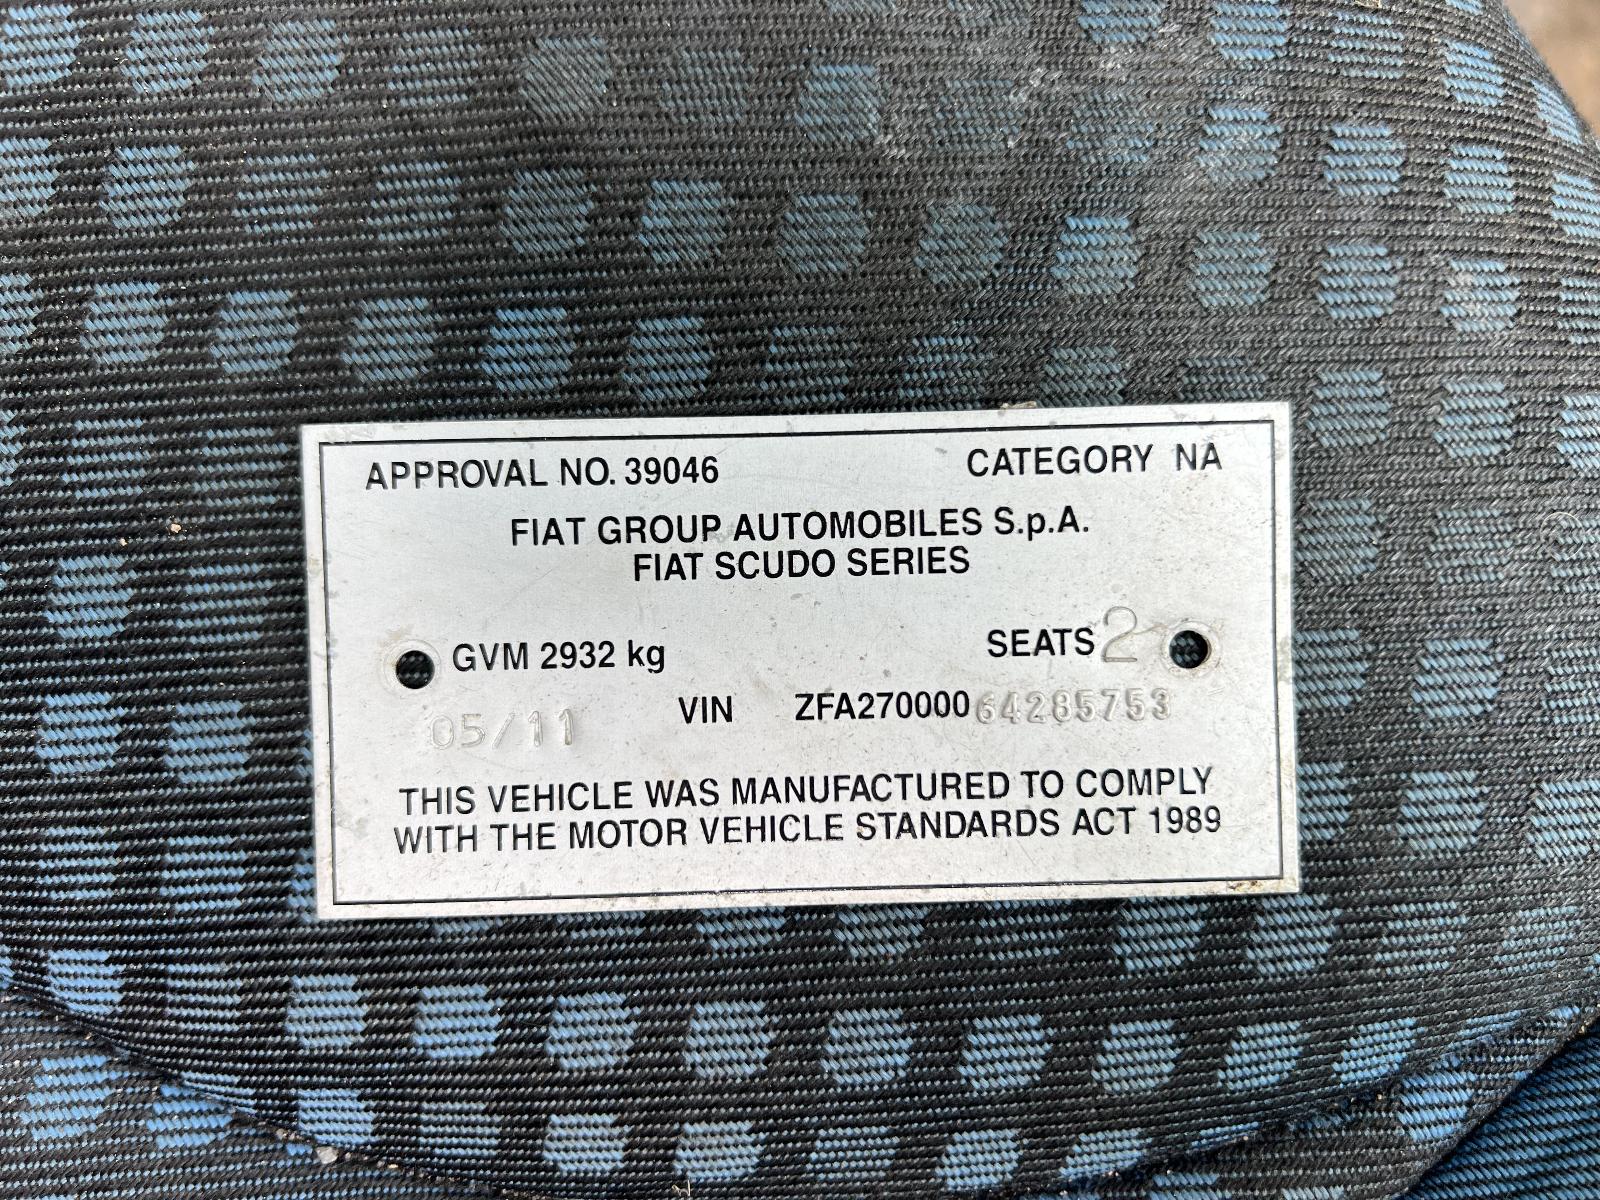 APPROVAL NO. 39046 CATEGORY NA
FIAT GROUP AUTOMOBILES S.p.A.
FIAT SCUDO SERIES
GVM 2932 kg SEATS 2
05/11 VIN ZFA27000064285753
THIS VEHICLE WAS MANUFACTURED TO COMPLY
WITH THE MOTOR VEHICLE STANDARDS ACT 1989